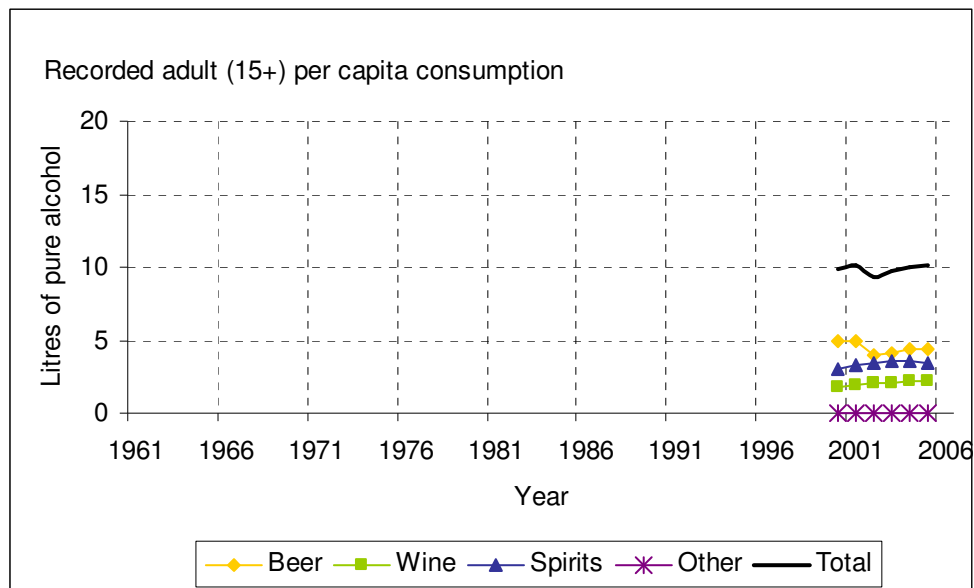 Recorded adult (15+) per capita consumption
Litres of pure alcohol
20
15
10
5
0
1961 1966 1971 1976 1981 1986 1991 1996 2001 2006
Year
Beer Wine Spirits Other Total